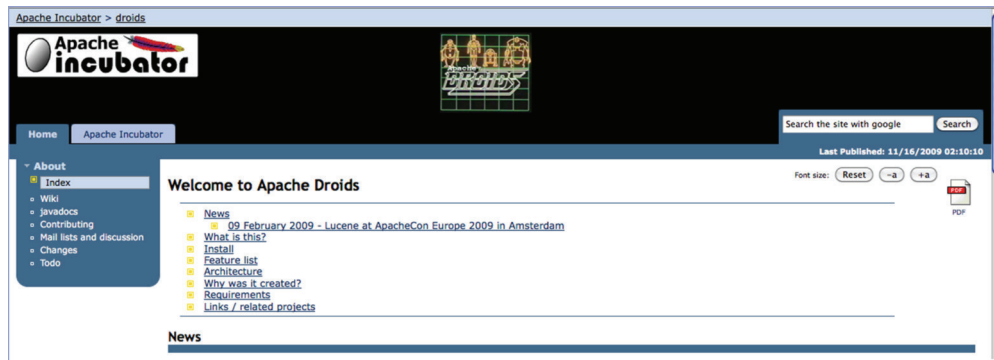 Apache Incubator > droids
Apache
incubator
Apache
DROIDS
Home
Apache Incubator
Search the site with google
Search
Last Published: 11/16/2009 02:10:10
About
Index
Wiki
javadocs
Contributing
Mail lists and discussion
Changes
Todo
Font size:
Reset
-a
+a
PDF
PDF
Welcome to Apache Droids
News
09 February 2009 - Lucene at ApacheCon Europe 2009 in Amsterdam
What is this?
Install
Feature list
Architecture
Why was it created?
Requirements
Links / related projects
News